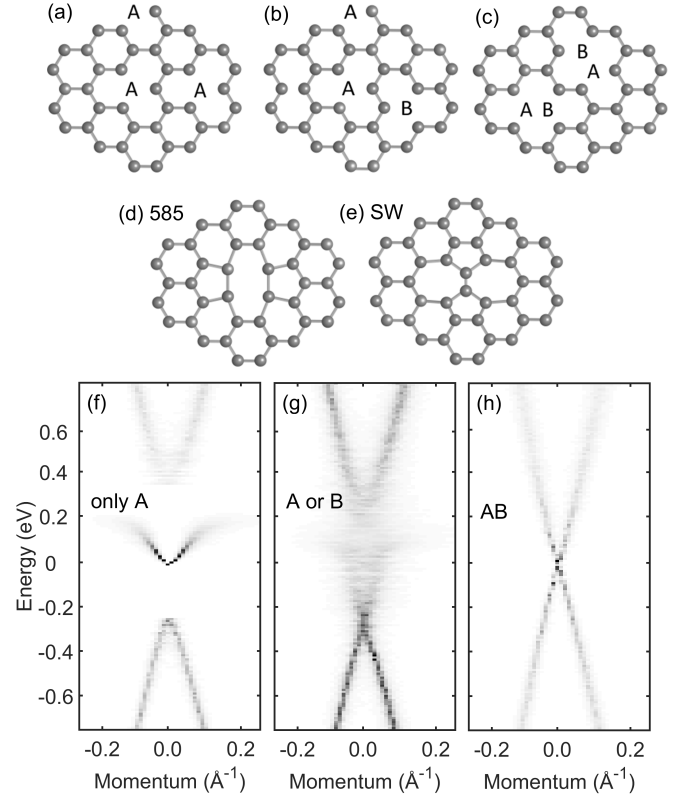 (a) A (b) A (c)
B
A A A A
B A B
(d) 585 (e) SW
(f) (g) (h)
0.6
0.4
only A A or B AB
0.2
0
-0.2
-0.4
-0.6
Energy (eV)
-0.2 0.0 0.2 -0.2 0.0 0.2 -0.2 0.0 0.2
Momentum (Å-1) Momentum (Å-1) Momentum (Å-1)